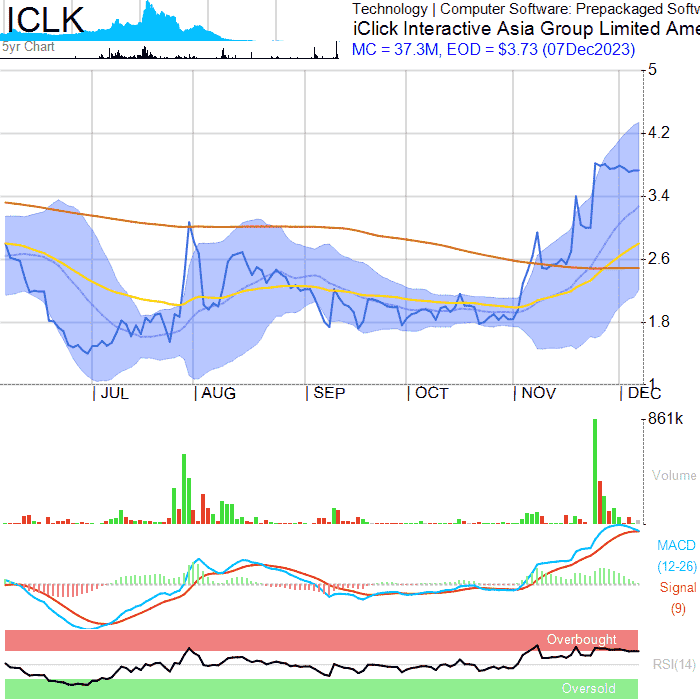 ICLK
5yr Chart
Technology | Computer Software: Prepackaged Softw
iClick Interactive Asia Group Limited Ame
MC = 37.3M, EOD = $3.73 (07Dec2023)
5
4.2
3.4
2.6
1.8
1
JUL
AUG
SEP
OCT
NOV
DEC
861k
Volume
MACD
(12-26)
Signal
(9)
Overbought
RSI(14)
Oversold